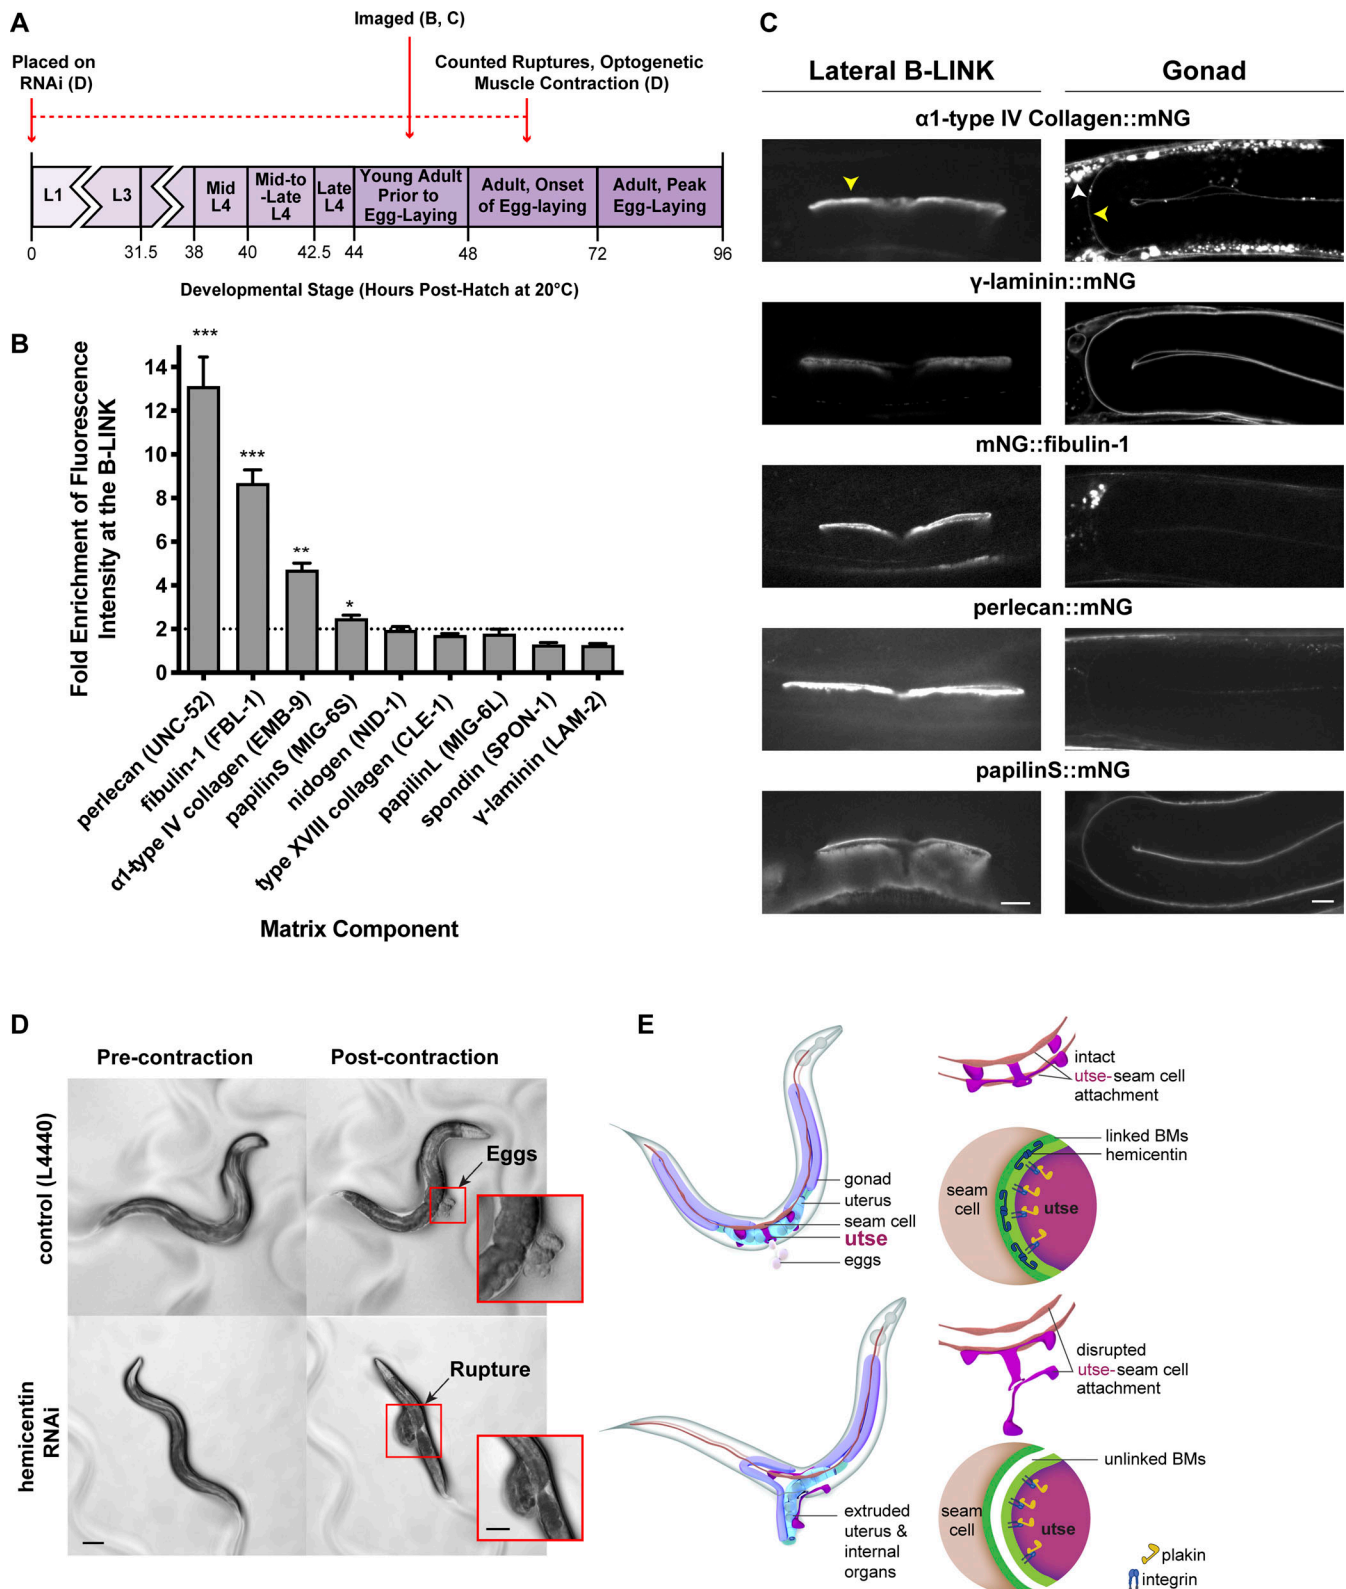 A
Imaged (B, C)
Placed on
RNAi (D)
Counted Ruptures, Optogenetic
Muscle Contraction (D)
L1
L3
Mid
L4
Mid-to
-Late
L4
Late
L4
Young Adult
Prior to
Egg-Laying
Adult, Onset
of Egg-laying
Adult, Peak
Egg-Laying
0 31.5 38 40 42.5 44 48 72 96
Developmental Stage (Hours Post-Hatch at 20°C)
B
Fold Enrichment of Fluorescence
Intensity at the B-LINK
14
12
10
8
6
4
2
0
***
***
**
*
perlecan (UNC-52)
fibulin-1 (FBL-1)
α1-type IV collagen (EMB-9)
papilinS (MIG-6S)
nidogen (NID-1)
type XVIII collagen (CLE-1)
papilinL (MIG-6L)
spondin (SPON-1)
γ-laminin (LAM-2)
Matrix Component
C
Lateral B-LINK Gonad
α1-type IV Collagen::mNG
γ-laminin::mNG
mNG::fibulin-1
perlecan::mNG
papilinS::mNG
D
Pre-contraction Post-contraction
control (L4440)
Eggs
hemicentin
RNAi
Rupture
E
gonad
uterus
seam cell
utse
eggs
intact
utse-seam cell
attachment
linked BMs
hemicentin
seam
cell
utse
extruded
uterus &
internal
organs
disrupted
utse-seam cell
attachment
unlinked BMs
seam
cell
utse
plakin
integrin